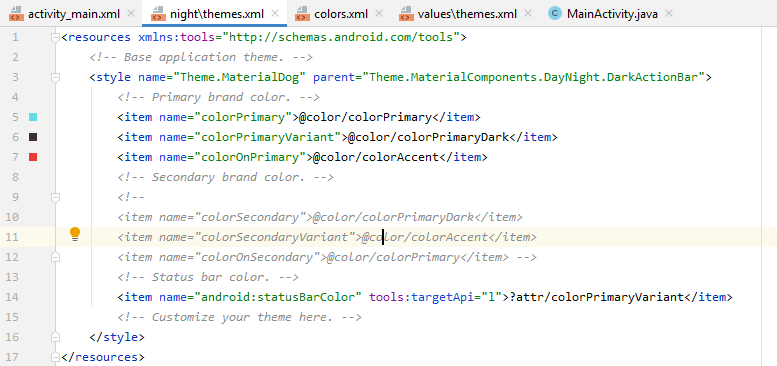 activity_main.xml night\themes.xml colors.xml values\themes.xml MainActivity.java
1 <resources xmlns:tools="http://schemas.android.com/tools">
2 <!-- Base application theme. -->
3 <style name="Theme.MaterialDog" parent="Theme.MaterialComponents.DayNight.DarkActionBar">
4 <!-- Primary brand color. -->
5 <item name="colorPrimary">@color/colorPrimary</item>
6 <item name="colorPrimaryVariant">@color/colorPrimaryDark</item>
7 <item name="colorOnPrimary">@color/colorAccent</item>
8 <!-- Secondary brand color. -->
9 <!--
10 <item name="colorSecondary">@color/colorPrimaryDark</item>
11 <item name="colorSecondaryVariant">@color/colorAccent</item>
12 <item name="colorOnSecondary">@color/colorPrimary</item> -->
13 <!-- Status bar color. -->
14 <item name="android:statusBarColor" tools:targetApi="l">?attr/colorPrimaryVariant</item>
15 <!-- Customize your theme here. -->
16 </style>
17 </resources>